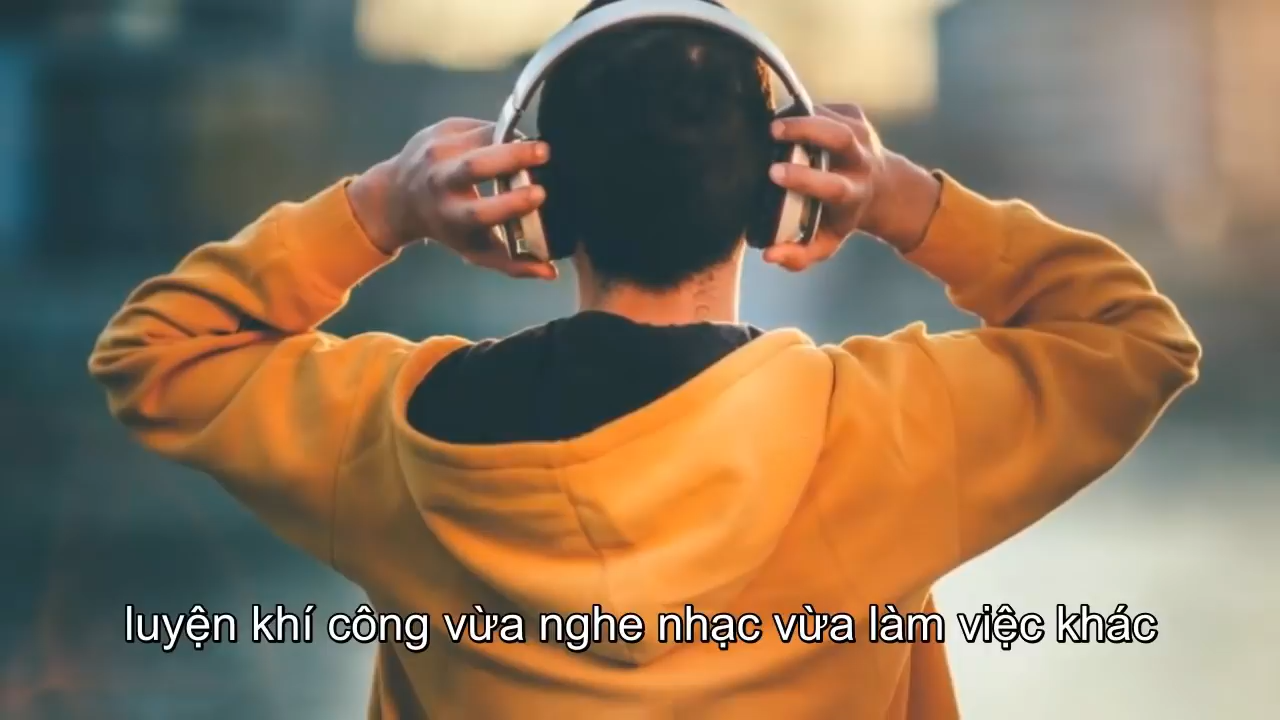 luyện khí công vừa nghe nhạc vừa làm việc khác